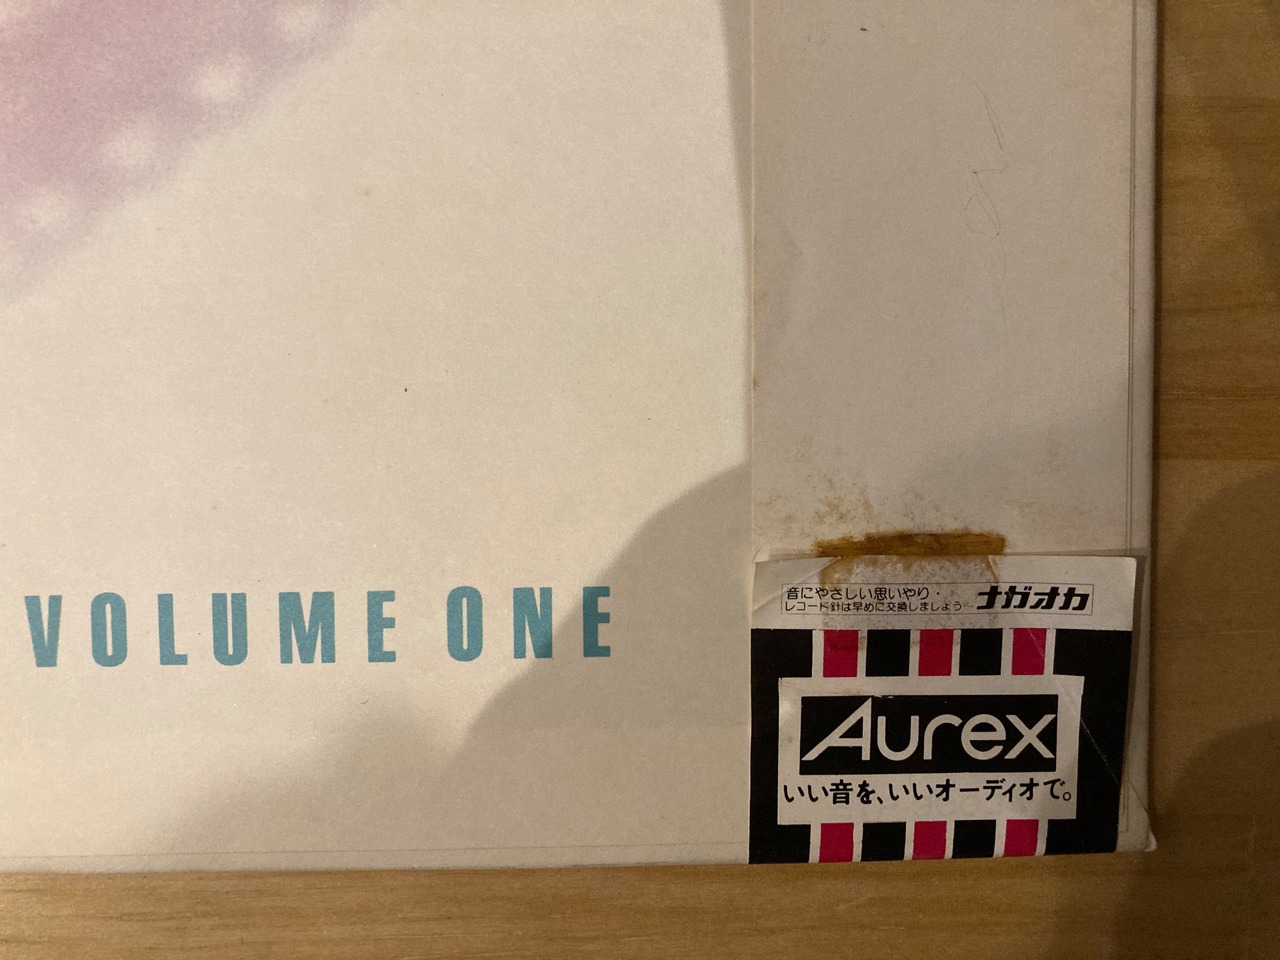 VOLUME ONE
音にやさしい思いやり・
レコード針は早めに交換しましょう…
ナガオカ
Aurex
いい音を、いいオーディオで。